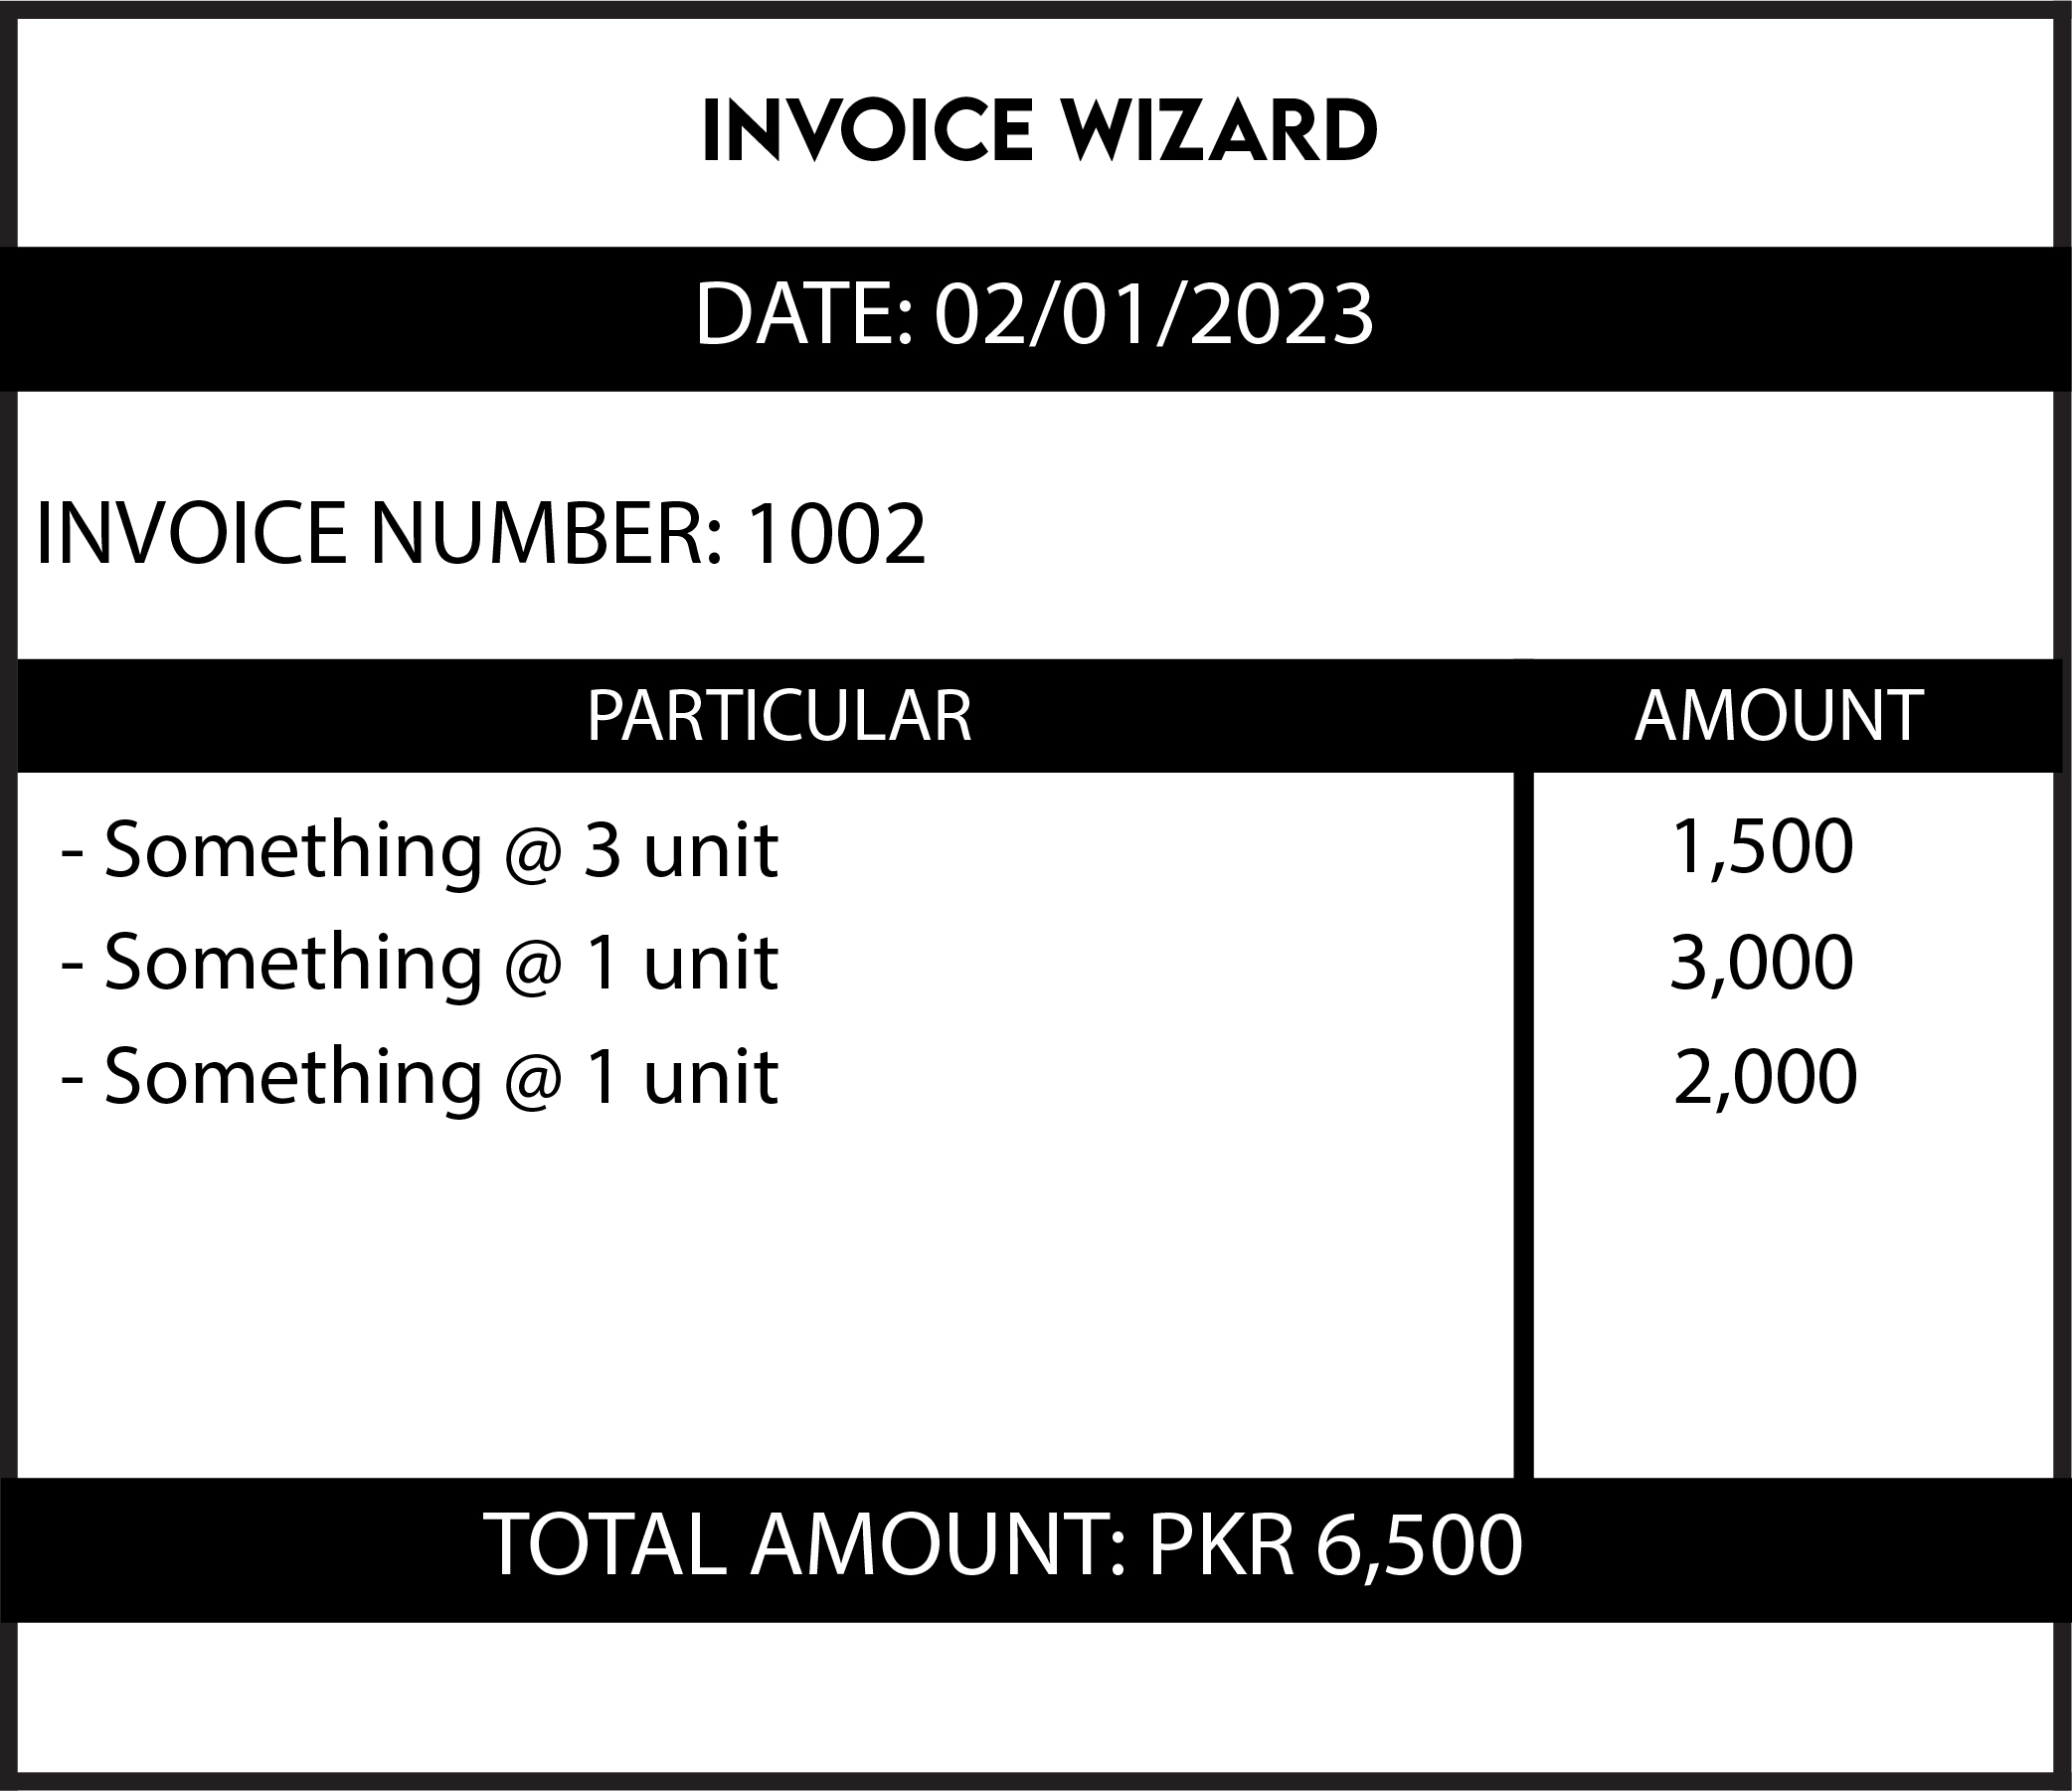 INVOICE WIZARD
DATE: 02/01/2023
INVOICE NUMBER: 1002
PARTICULAR AMOUNT
- Something @ 3 unit 1,500
- Something @ 1 unit 3,000
- Something @ 1 unit 2,000
TOTAL AMOUNT: PKR 6,500